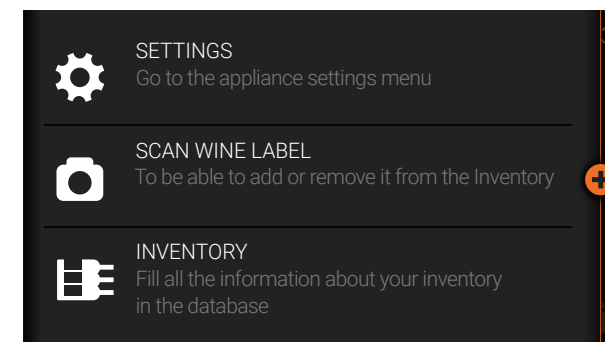 SETTINGS
Go to the appliance settings menu
SCAN WINE LABEL
To be able to add or remove it from the Inventory
INVENTORY
Fill all the information about your inventory
in the database